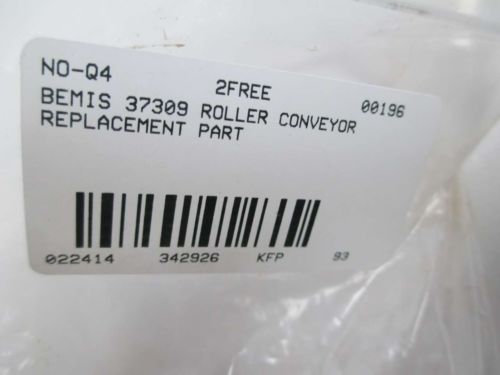 NO-Q4 2FREE 00196
BEMIS 37309 ROLLER CONVEYOR
REPLACEMENT PART
022414 342926 KFP 93